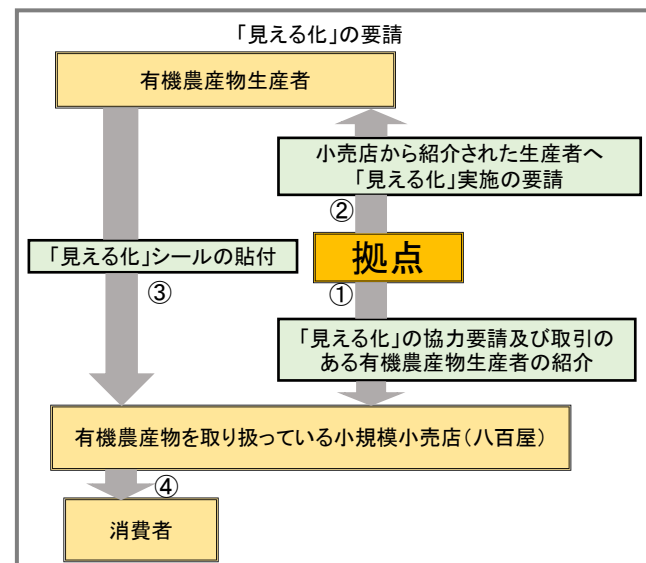 「見える化」の要請
有機農産物生産者
小売店から紹介された生産者へ
「見える化」実施の要請
②
「見える化」シールの貼付
③
拠点
①
「見える化」の協力要請及び取引の
ある有機農産物生産者の紹介
有機農産物を取り扱っている小規模小売店(八百屋)
④
消費者